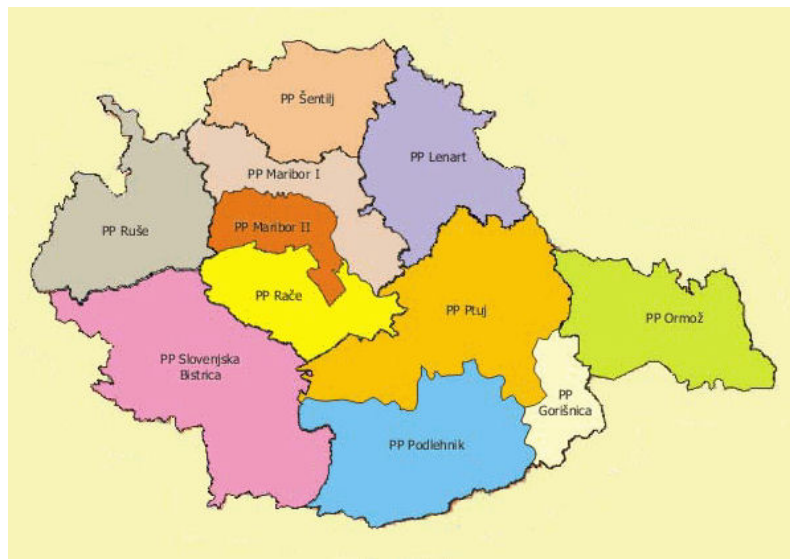 PP Šentilj
PP Lenart
PP Maribor I
PP Ruše
PP Maribor II
PP Rače
PP Ptuj
PP Ormož
PP Slovenjska
Bistrica
PP
Gorišnica
PP Podlehnik